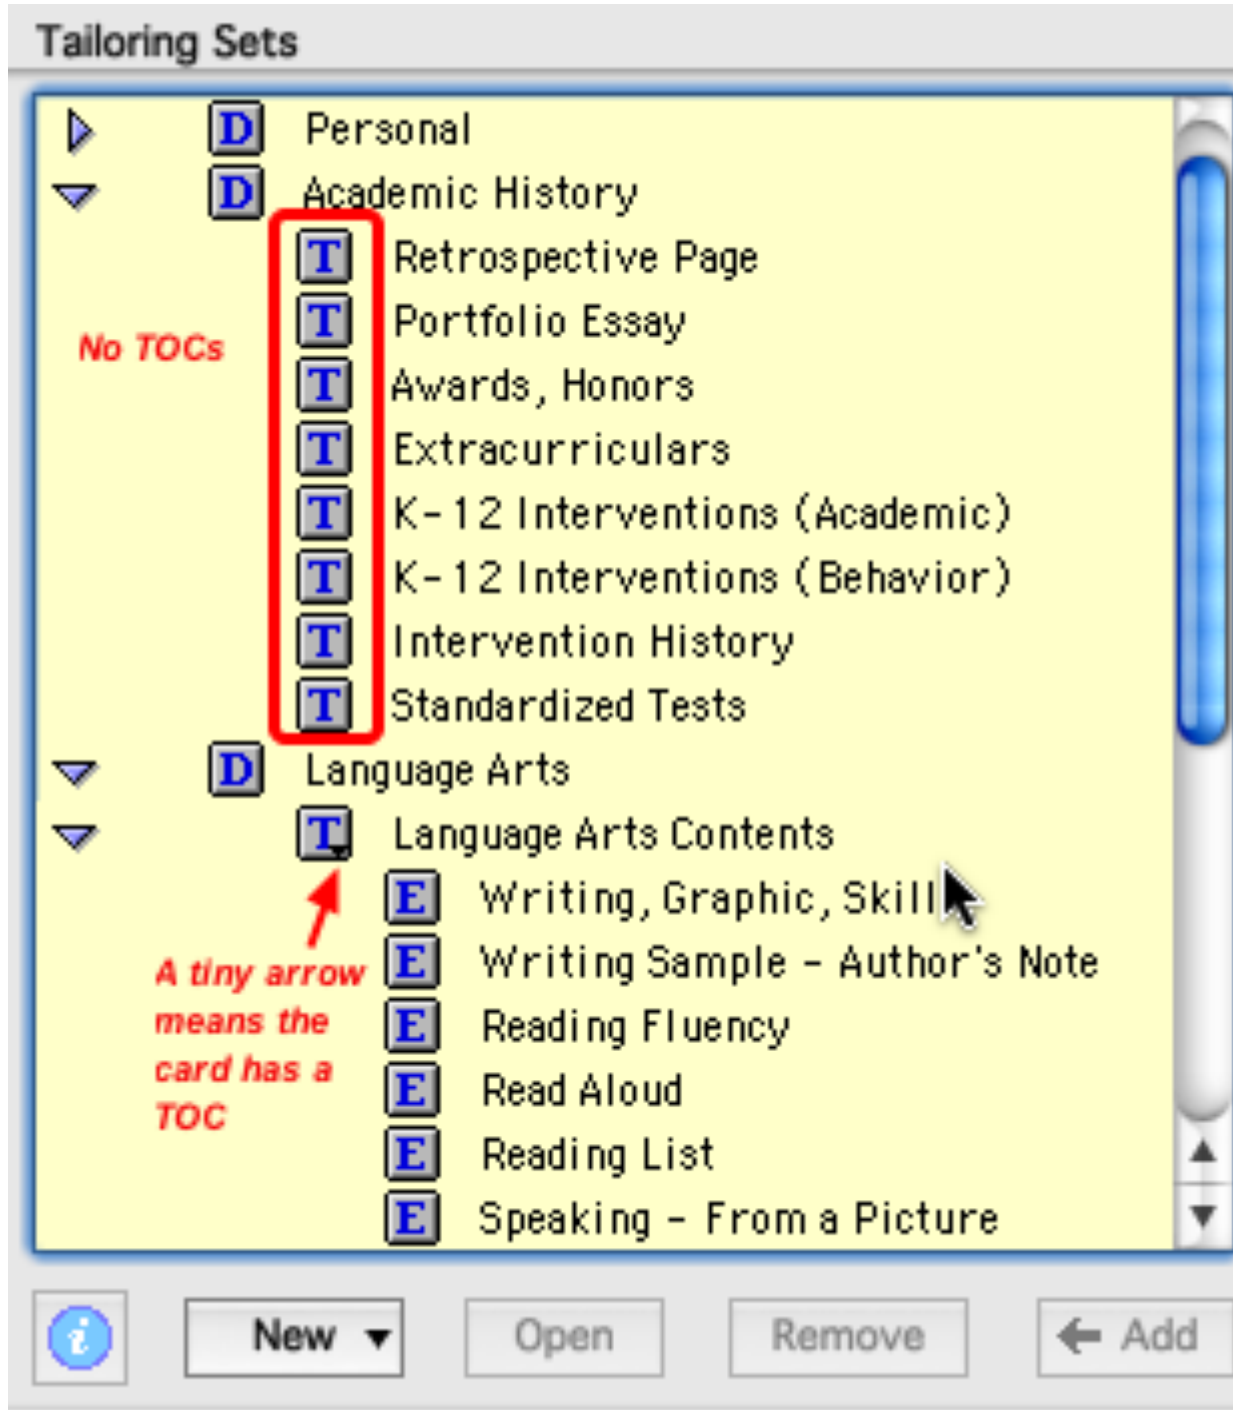 Tailoring Sets
D Personal
D Academic History
T Retrospective Page
T Portfolio Essay
No TOCs
T Awards, Honors
T Extracurriculars
T K-12 Interventions (Academic)
T K-12 Interventions (Behavior)
T Intervention History
T Standardized Tests
D Language Arts
T Language Arts Contents
E Writing, Graphic, Skill
E Writing Sample - Author's Note
E Reading Fluency
E Read Aloud
E Reading List
E Speaking - From a Picture
A tiny arrow
means the
card has a
TOC
i New Open Remove Add